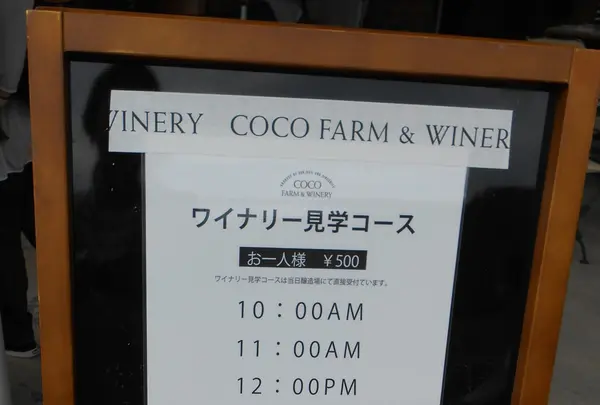 WINERY COCO FARM & WINER
COCO
FARM & WINERY
ワイナリー見学コース
お一人様 ¥500
ワイナリー見学コースは当日醸造場にて直接受付ています。
10：00AM
11：00AM
12：00PM